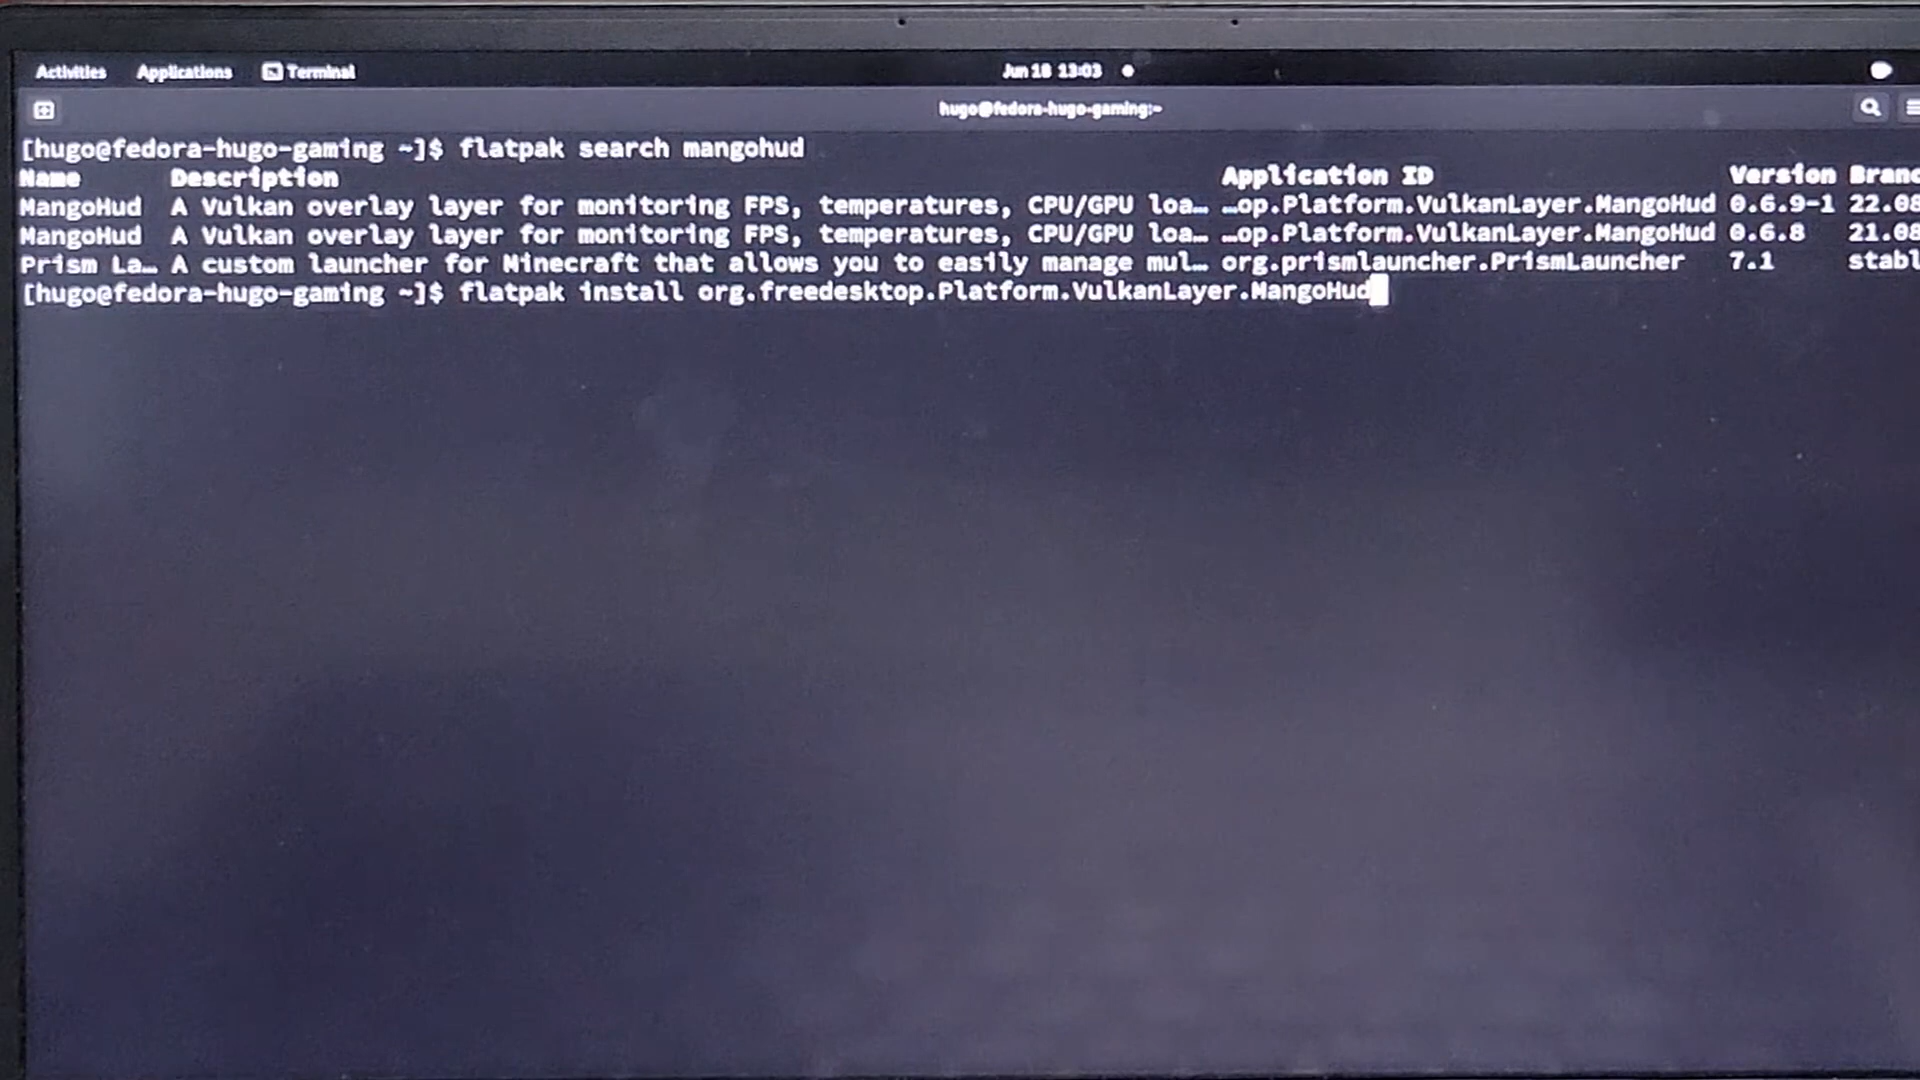 Activities Applications Terminal Jun 18 13:03
hugo@fedora-hugo-gaming:~
[hugo@fedora-hugo-gaming ~]$ flatpak search mangohud
Name Description Application ID Version Branc
MangoHud A Vulkan overlay layer for monitoring FPS, temperatures, CPU/GPU loa… …op.Platform.VulkanLayer.MangoHud 0.6.9-1 22.08
MangoHud A Vulkan overlay layer for monitoring FPS, temperatures, CPU/GPU loa… …op.Platform.VulkanLayer.MangoHud 0.6.8 21.08
Prism La… A custom launcher for Minecraft that allows you to easily manage mul… org.prismlauncher.PrismLauncher 7.1 stabl
[hugo@fedora-hugo-gaming ~]$ flatpak install org.freedesktop.Platform.VulkanLayer.MangoHud